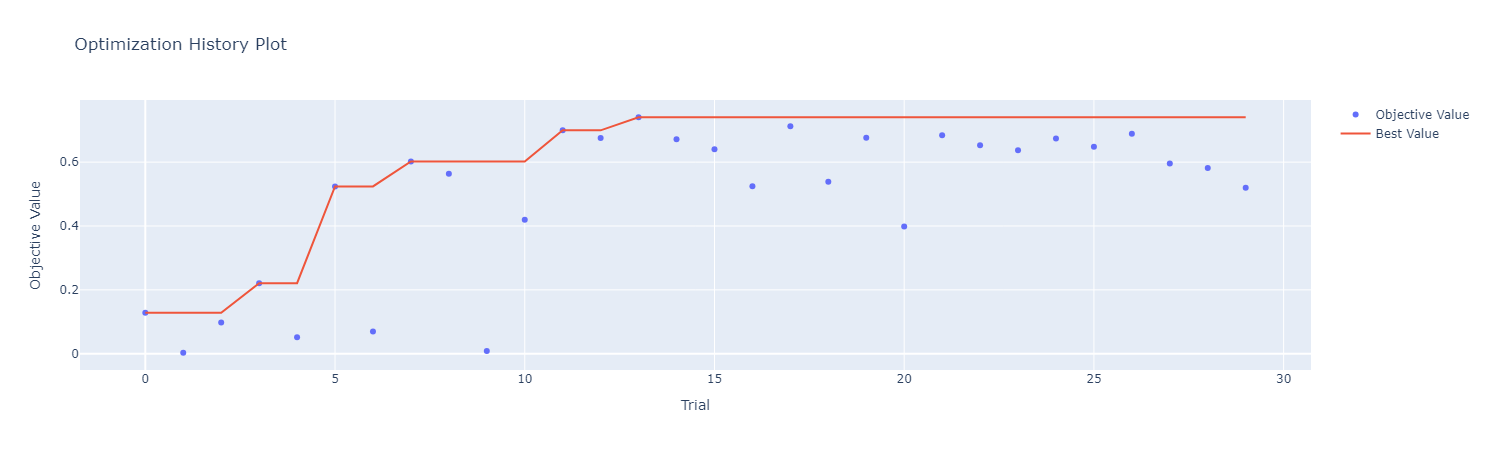 Optimization History Plot
Objective Value
Best Value
0.6
0.4
0.2
0
Objective Value
0 5 10 15 20 25 30
Trial